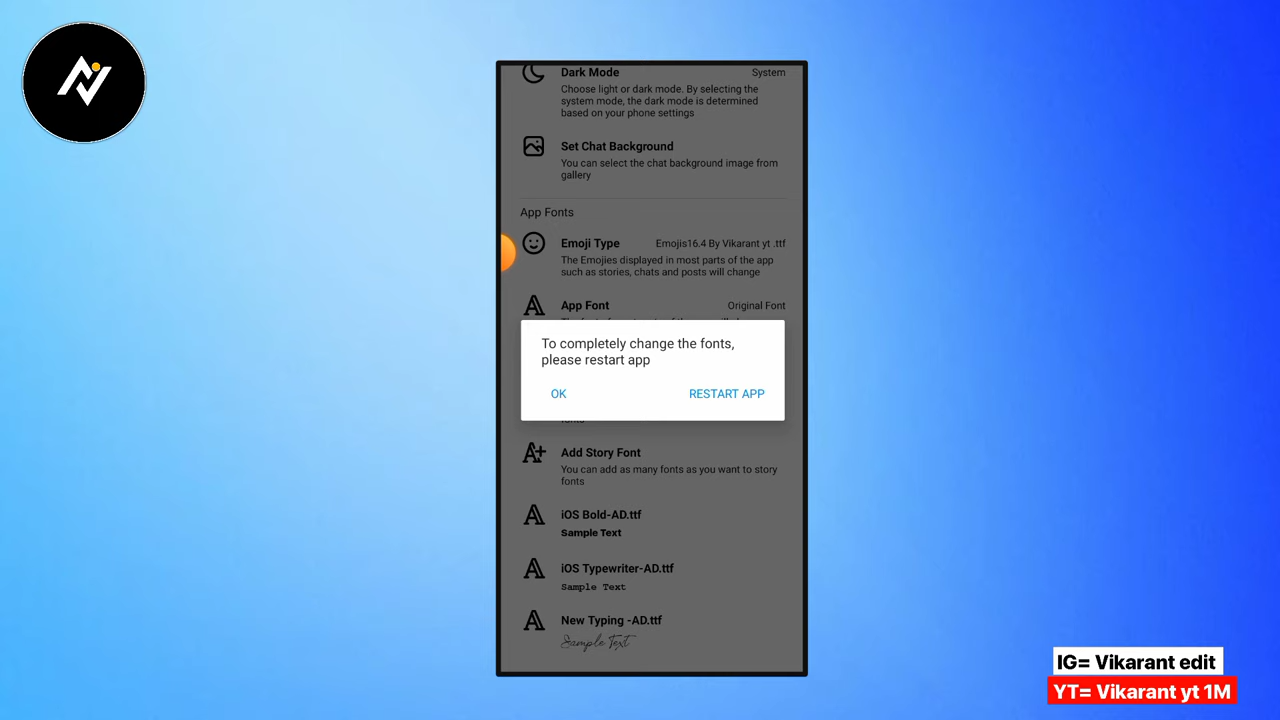 Dark Mode
System
Choose light or dark mode. By selecting the
system mode, the dark mode is determined
based on your phone settings
Set Chat Background
You can select the chat background image from
gallery
App Fonts
Emoji Type
Emojis16.4 By Vikarant yt .ttf
The Emojies displayed in most parts of the app
such as stories, chats and posts will change
App Font
Original Font
To completely change the fonts,
please restart app
OK
RESTART APP
fonts
Add Story Font
You can add as many fonts as you want to story
fonts
iOS Bold-AD.ttf
Sample Text
iOS Typewriter-AD.ttf
Sample Text
New Typing -AD.ttf
Sample Text
IG= Vikarant edit
YT= Vikarant yt 1M